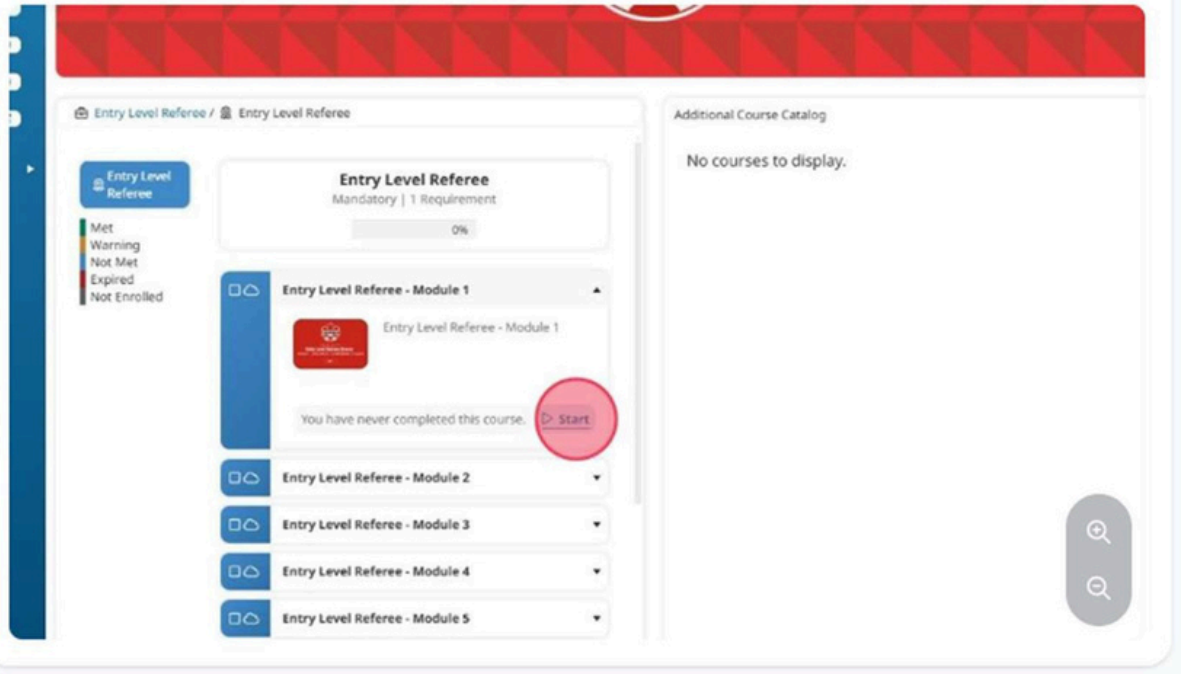 Entry Level Referee / Entry Level Referee
Entry Level
Referee
Met
Warning
Not Met
Expired
Not Enrolled
Entry Level Referee
Mandatory | 1 Requirement
0%
Entry Level Referee - Module 1
Entry Level Referee - Module 1
You have never completed this course. Start
Entry Level Referee - Module 2
Entry Level Referee - Module 3
Entry Level Referee - Module 4
Entry Level Referee - Module 5
Additional Course Catalog
No courses to display.